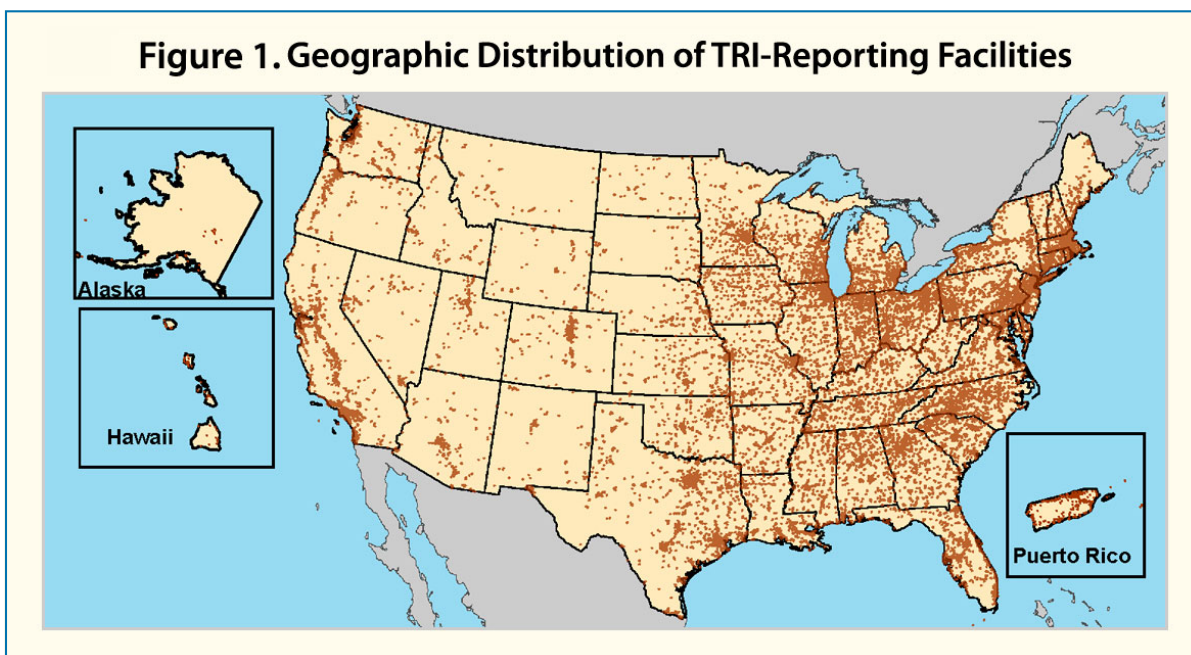 Figure 1. Geographic Distribution of TRI-Reporting Facilities
Alaska
Hawaii
Puerto Rico